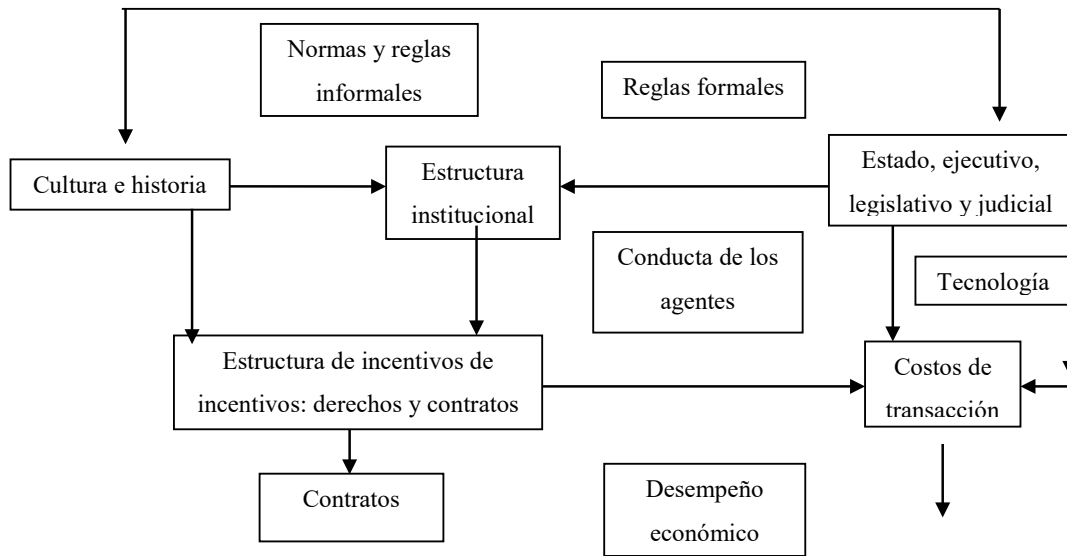 Normas y reglas
informales
Reglas formales
Cultura e historia
Estructura
institucional
Estado, ejecutivo,
legislativo y judicial
Conducta de los
agentes
Tecnología
Estructura de incentivos de
incentivos: derechos y contratos
Costos de
transacción
Contratos
Desempeño
económico